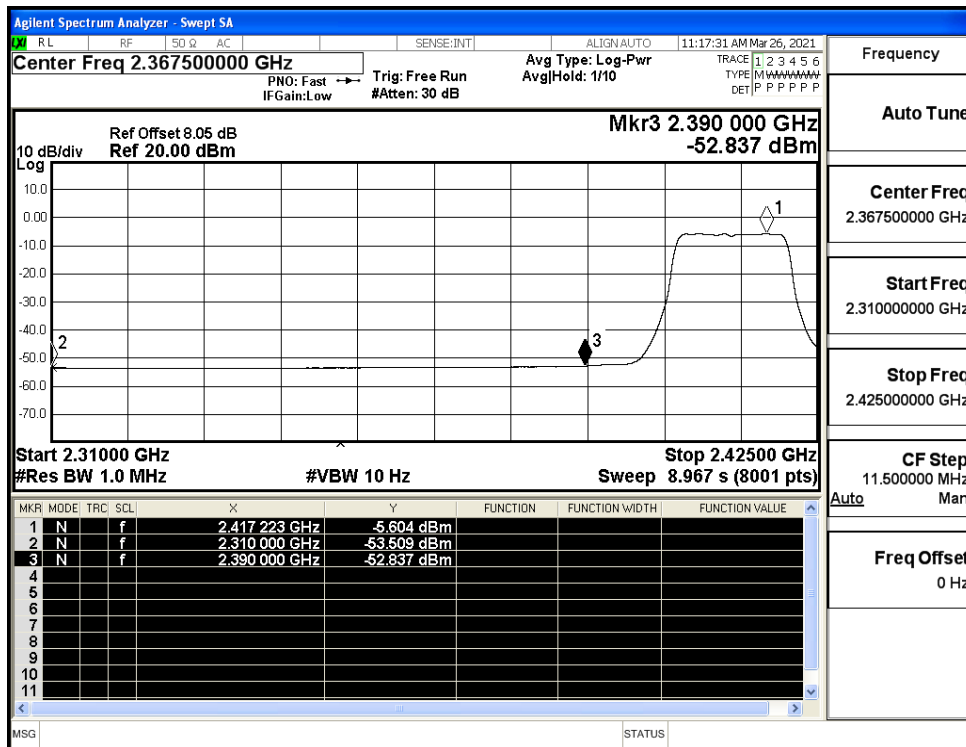 Agilent Spectrum Analyzer - Swept SA
LXI RL RF 50 Ω AC SENSE:INT ALIGNAUTO 11:17:31 AM Mar 26, 2021
Center Freq 2.367500000 GHz
PNO: Fast
IFGain:Low
Trig: Free Run
#Atten: 30 dB
Avg Type: Log-Pwr
Avg|Hold: 1/10
TRACE 1 2 3 4 5 6
TYPE M WWWWW
DET P P P P P P
Frequency
Mkr3 2.390 000 GHz
-52.837 dBm
Ref Offset 8.05 dB
10 dB/div Ref 20.00 dBm
Log
10.0
0.00
-10.0
-20.0
-30.0
-40.0
-50.0
-60.0
-70.0
1
2
3
Start 2.31000 GHz Stop 2.42500 GHz
#Res BW 1.0 MHz #VBW 10 Hz Sweep 8.967 s (8001 pts)
MKR MODE TRC SCL X Y FUNCTION FUNCTION WIDTH FUNCTION VALUE
1 N f 2.417 223 GHz -5.604 dBm
2 N f 2.310 000 GHz -53.509 dBm
3 N f 2.390 000 GHz -52.837 dBm
4
5
6
7
8
9
10
11
MSG STATUS
Auto Tune
Center Freq
2.367500000 GHz
Start Freq
2.310000000 GHz
Stop Freq
2.425000000 GHz
CF Step
11.500000 MHz
Auto Man
Freq Offset
0 Hz